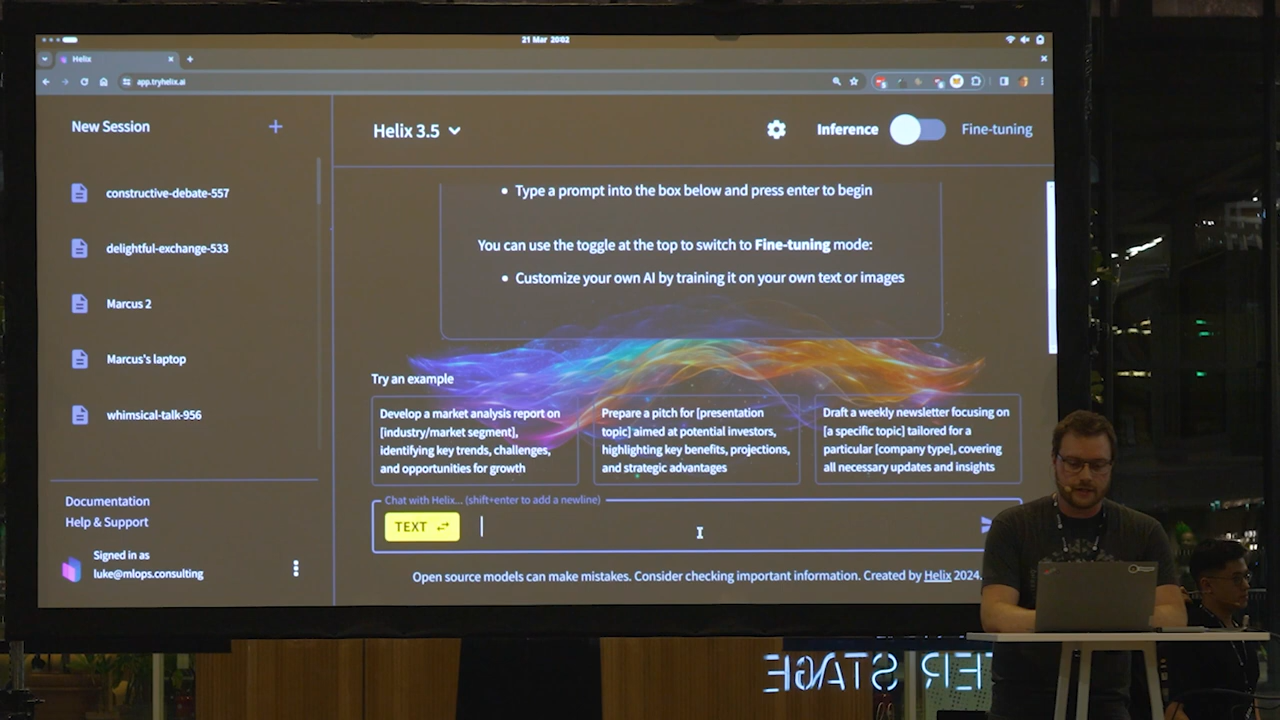 21 Mar 20:02
Helix
app.tryhelix.ai
New Session
constructive-debate-557
delightful-exchange-533
Marcus 2
Marcus's laptop
whimsical-talk-956
Documentation
Help & Support
Signed in as
luke@mlops.consulting
Helix 3.5
Inference
Fine-tuning
Type a prompt into the box below and press enter to begin
You can use the toggle at the top to switch to Fine-tuning mode:
Customize your own AI by training it on your own text or images
Try an example
Develop a market analysis report on
[industry/market segment],
identifying key trends, challenges,
and opportunities for growth
Prepare a pitch for [presentation
topic] aimed at potential investors,
highlighting key benefits, projections,
and strategic advantages
Draft a weekly newsletter focusing on
[a specific topic] tailored for a
particular [company type], covering
all necessary updates and insights
Chat with Helix... (shift+enter to add a newline)
TEXT
Open source models can make mistakes. Consider checking important information. Created by Helix 2024.
STAGE